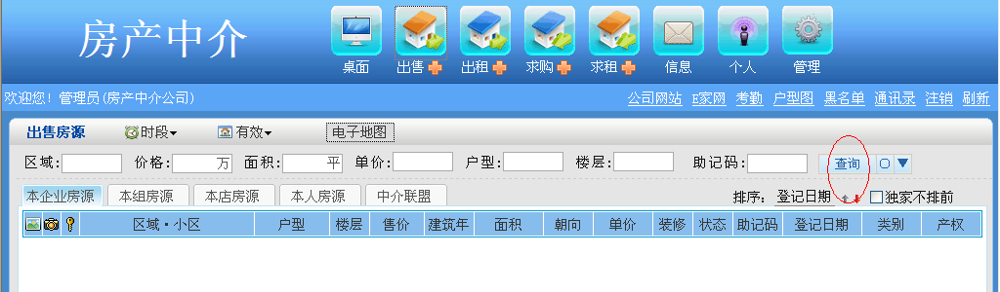 房产中介
桌面 出售 出租 求购 求租 信息 个人 管理
欢迎您! 管理员(房产中介公司) 公司网站 E家网 考勤 户型图 黑名单 通讯录 注销 刷新
出售房源 时段 有效 电子地图
区域: 价格: 万 面积: 平 单价: 户型: 楼层: 助记码: 查询
本企业房源 本组房源 本店房源 本人房源 中介联盟 排序: 登记日期 独家不排前
区域·小区 户型 楼层 售价 建筑年 面积 朝向 单价 装修 状态 助记码 登记日期 类别 产权